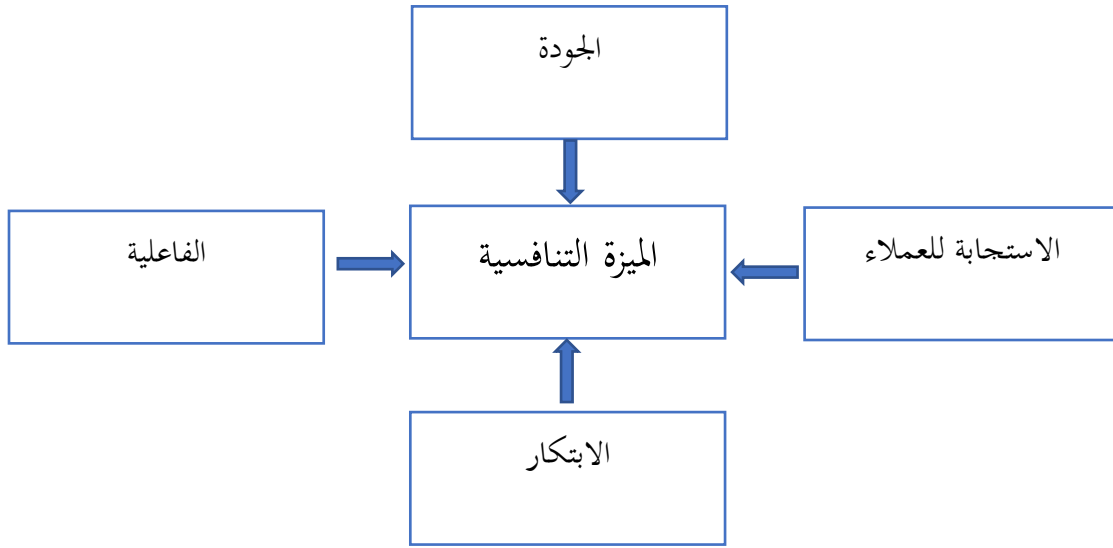 الجودة
الاستجابة للعملاء
الميزة التنافسية
الفاعلية
الابتكار